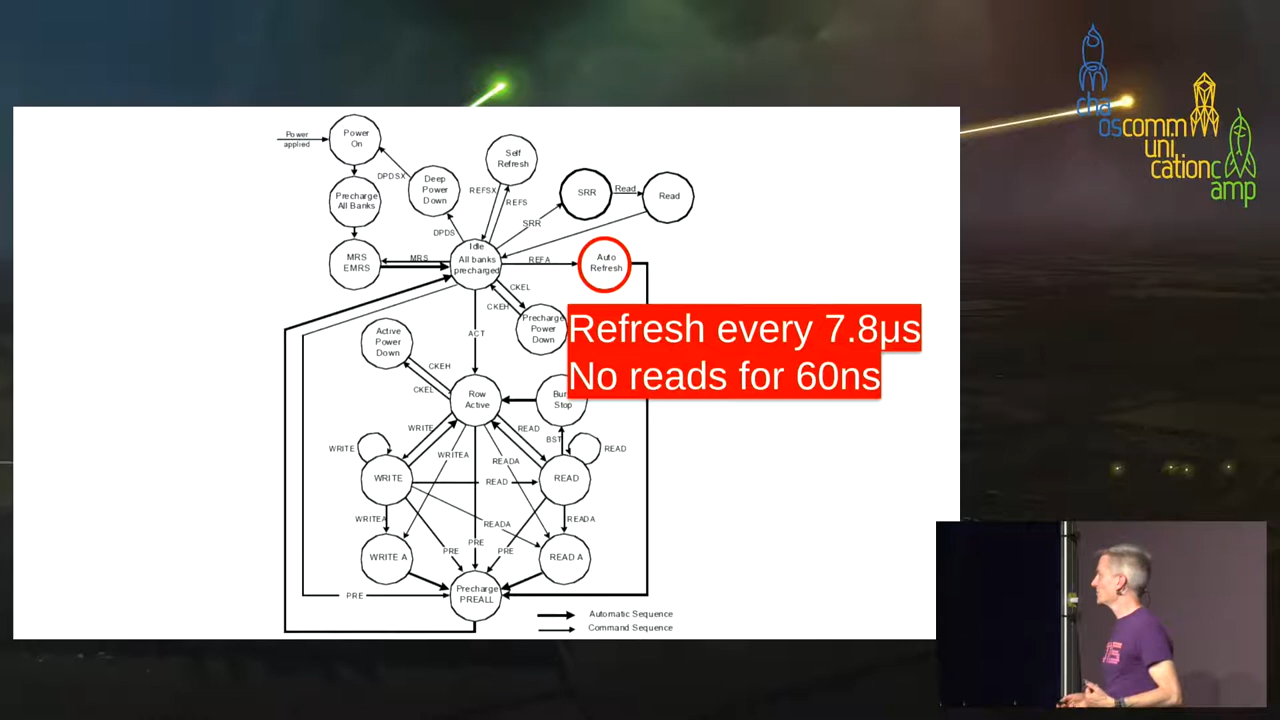 cha
oscomm
uni
cationc
amp
Power
applied
Power
On
Self
Refresh
DPDSX
Deep
Power
Down
REFSX
REFS
SRR
Read
Read
Precharge
All Banks
SRR
DPDS
Idle
All banks
precharged
MRS
EMRS
MRS
REFA
Auto
Refresh
CKEL
CKEH
Precharge
Power
Down
Refresh every 7.8µs
No reads for 60ns
Active
Power
Down
ACT
CKEH
CKEL
Row
Active
Bur
Stop
WRITE
READ
BST
WRITE
WRITEA
READA
READ
WRITE
READ
READ
WRITEA
READA
READA
PRE
PRE
PRE
WRITE A
READ A
PRE
Precharge
PREALL
Automatic Sequence
Command Sequence